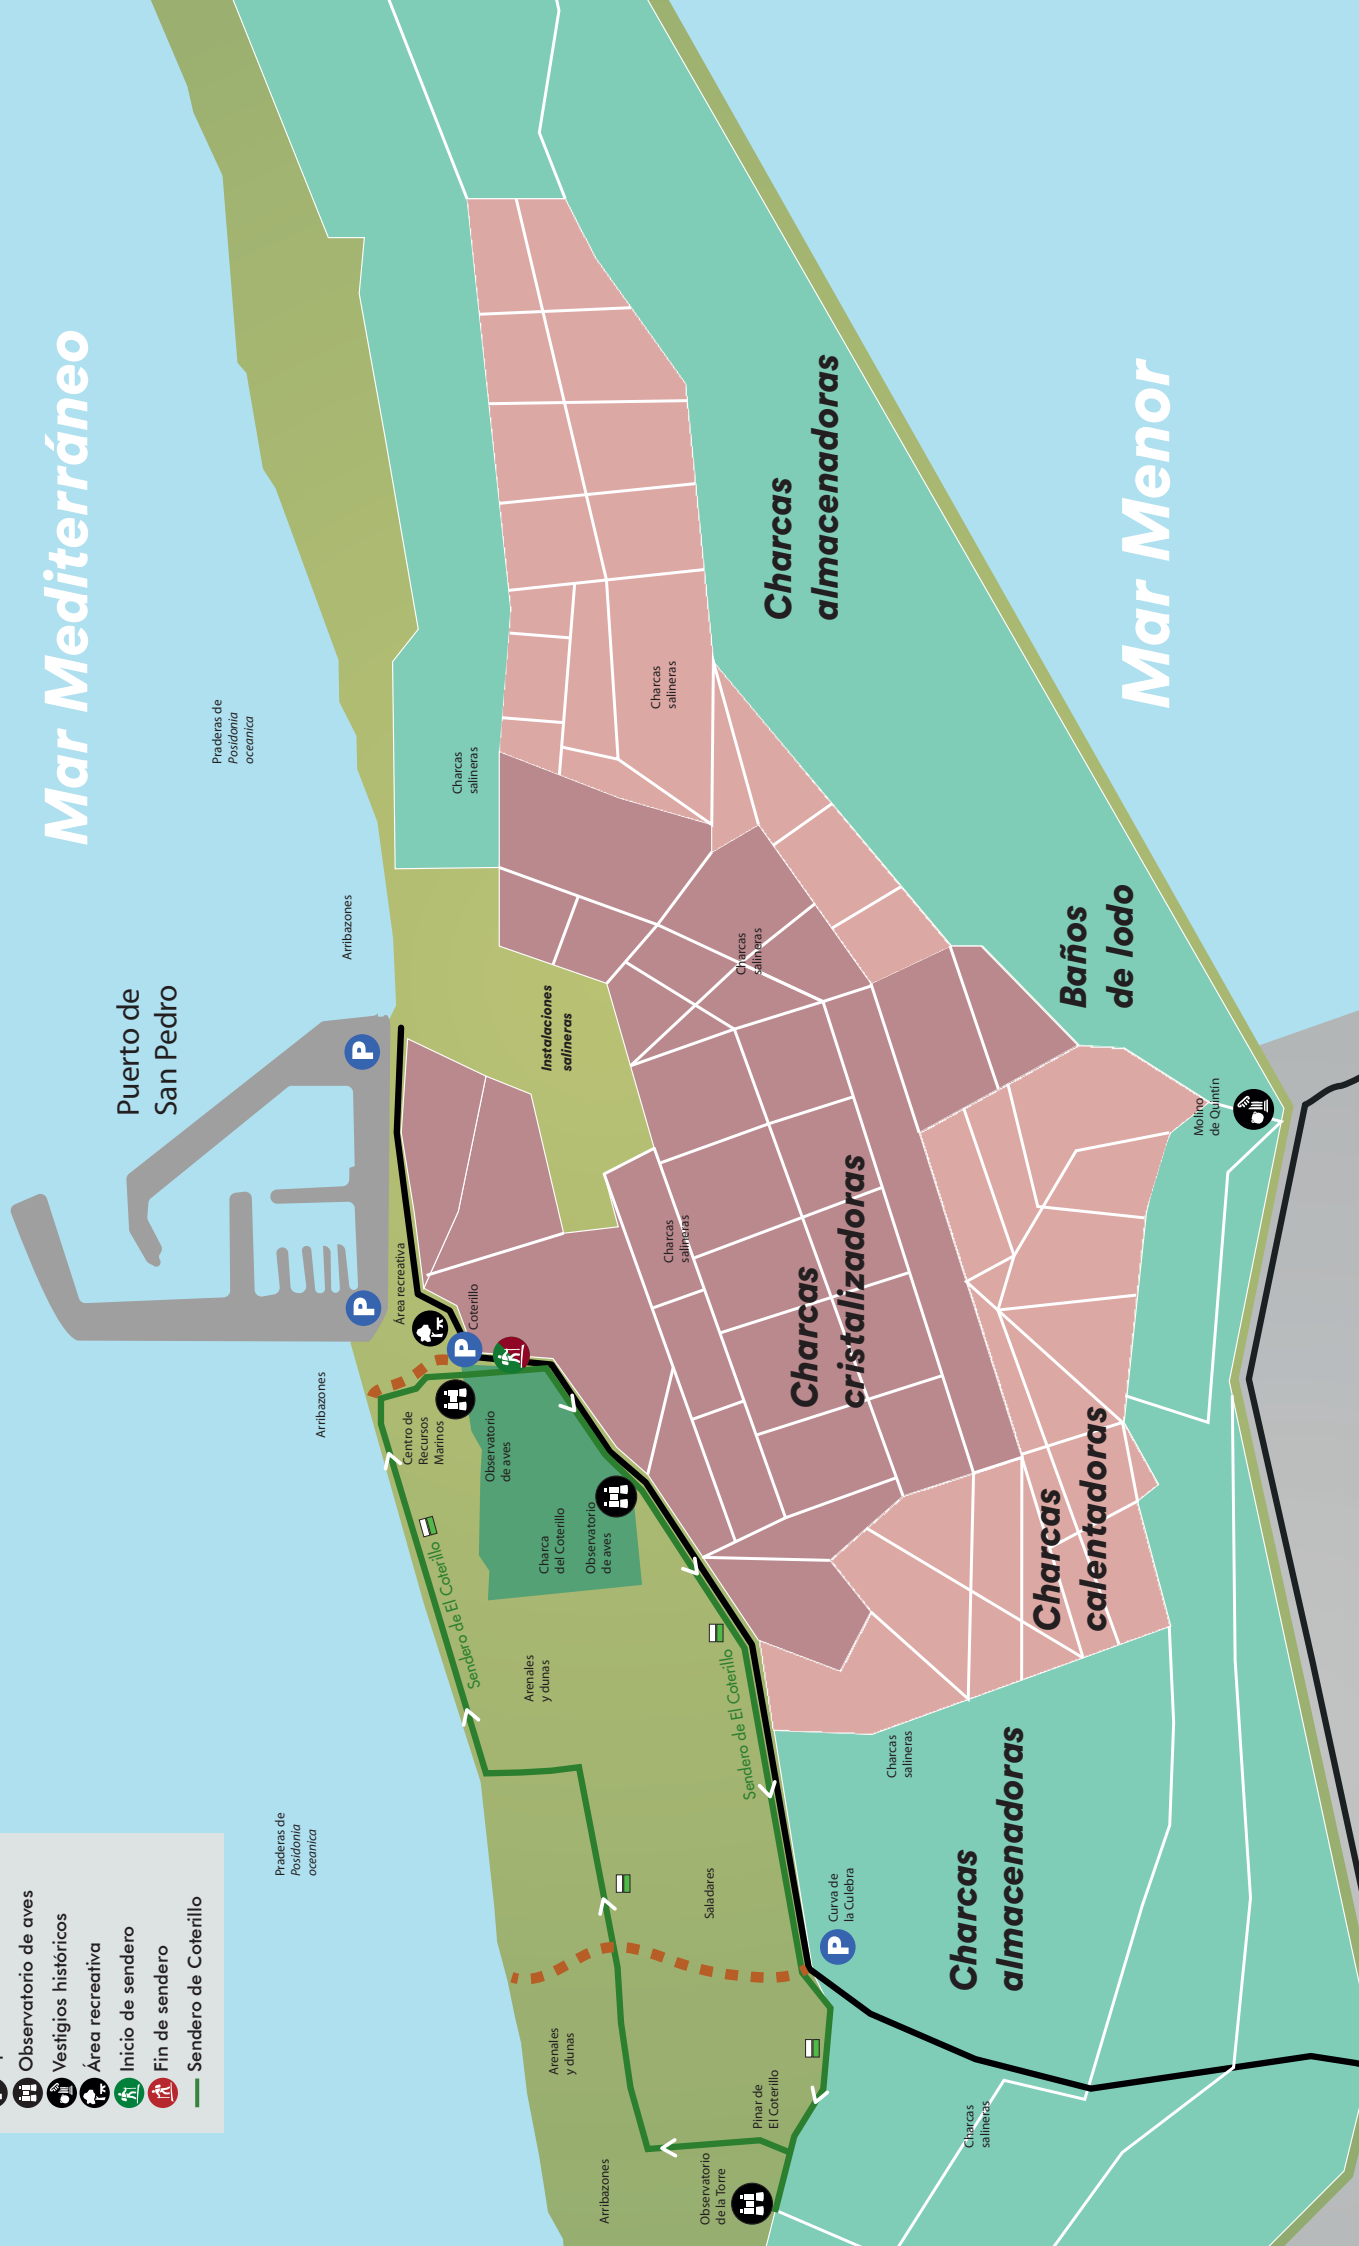 Mar Mediterráneo
Praderas de
Posidonia
oceanica
Arribazones
Puerto de
San Pedro
P
P
Área recreativa
P
Coterillo
Arribazones
Centro de
Recursos
Marinos
Observatorio
de aves
Charca
del Coterillo
Observatorio
de aves
Sendero de El Coterillo
Arenales
y dunas
Sendero de El Coterillo
Saladares
Praderas de
Posidonia
oceanica
Arenales
y dunas
Arribazones
Pinar de
El Coterillo
Observatorio
de la Torre
P
Curva de
la Culebra
Charcas
salineras
Charcas
salineras
Instalaciones
salineras
Charcas
salineras
Charcas
salineras
Charcas
cristalizadoras
Charcas
almacenadoras
Mar Menor
Baños
de lodo
Molino
de Quintín
Charcas
calentadoras
Charcas
salineras
Charcas
almacenadoras
Charcas
salineras
Observatorio de aves
Vestigios históricos
Área recreativa
Inicio de sendero
Fin de sendero
Sendero de Coterillo